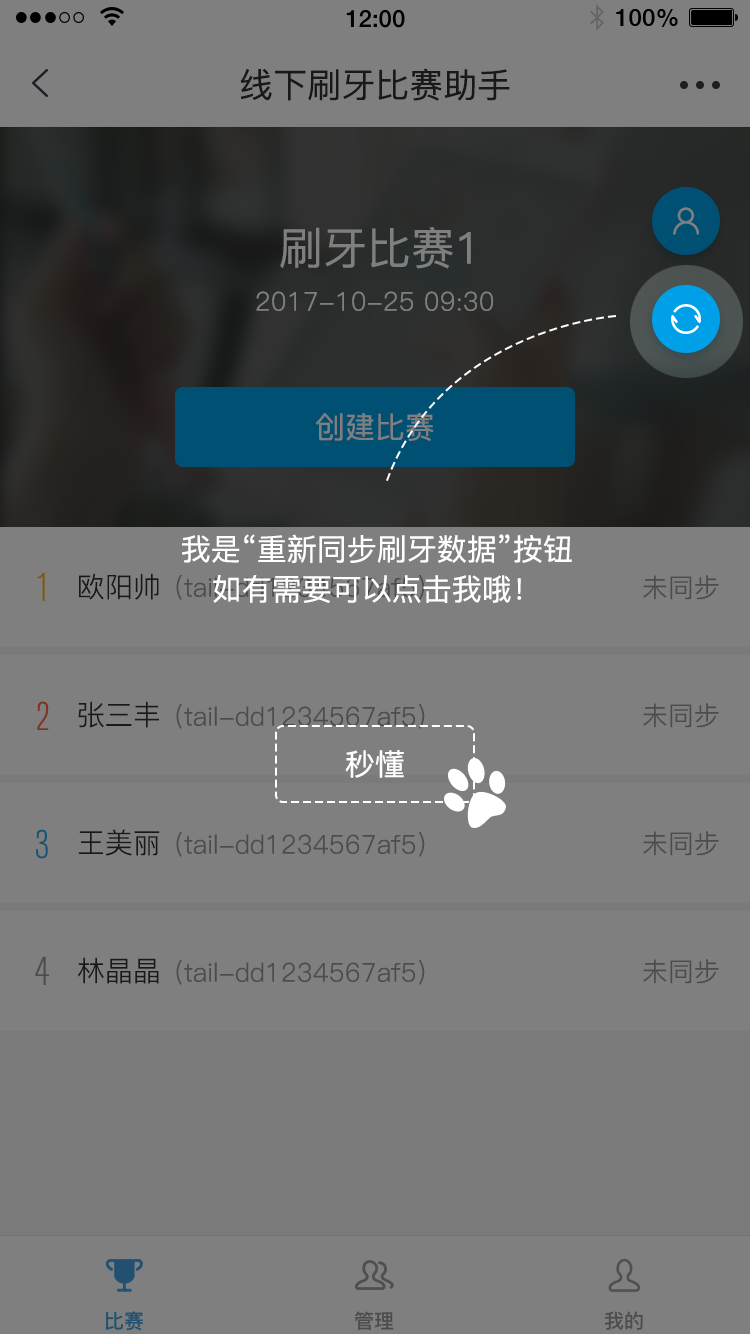 12:00
100%
线下刷牙比赛助手
刷牙比赛1
2017-10-25 09:30
创建比赛
我是“重新同步刷牙数据”按钮
如有需要可以点击我哦!
1 欧阳帅 (tail-dd1234567af5) 未同步
2 张三丰 (tail-dd1234567af5) 未同步
秒懂
3 王美丽 (tail-dd1234567af5) 未同步
4 林晶晶 (tail-dd1234567af5) 未同步
比赛 管理 我的